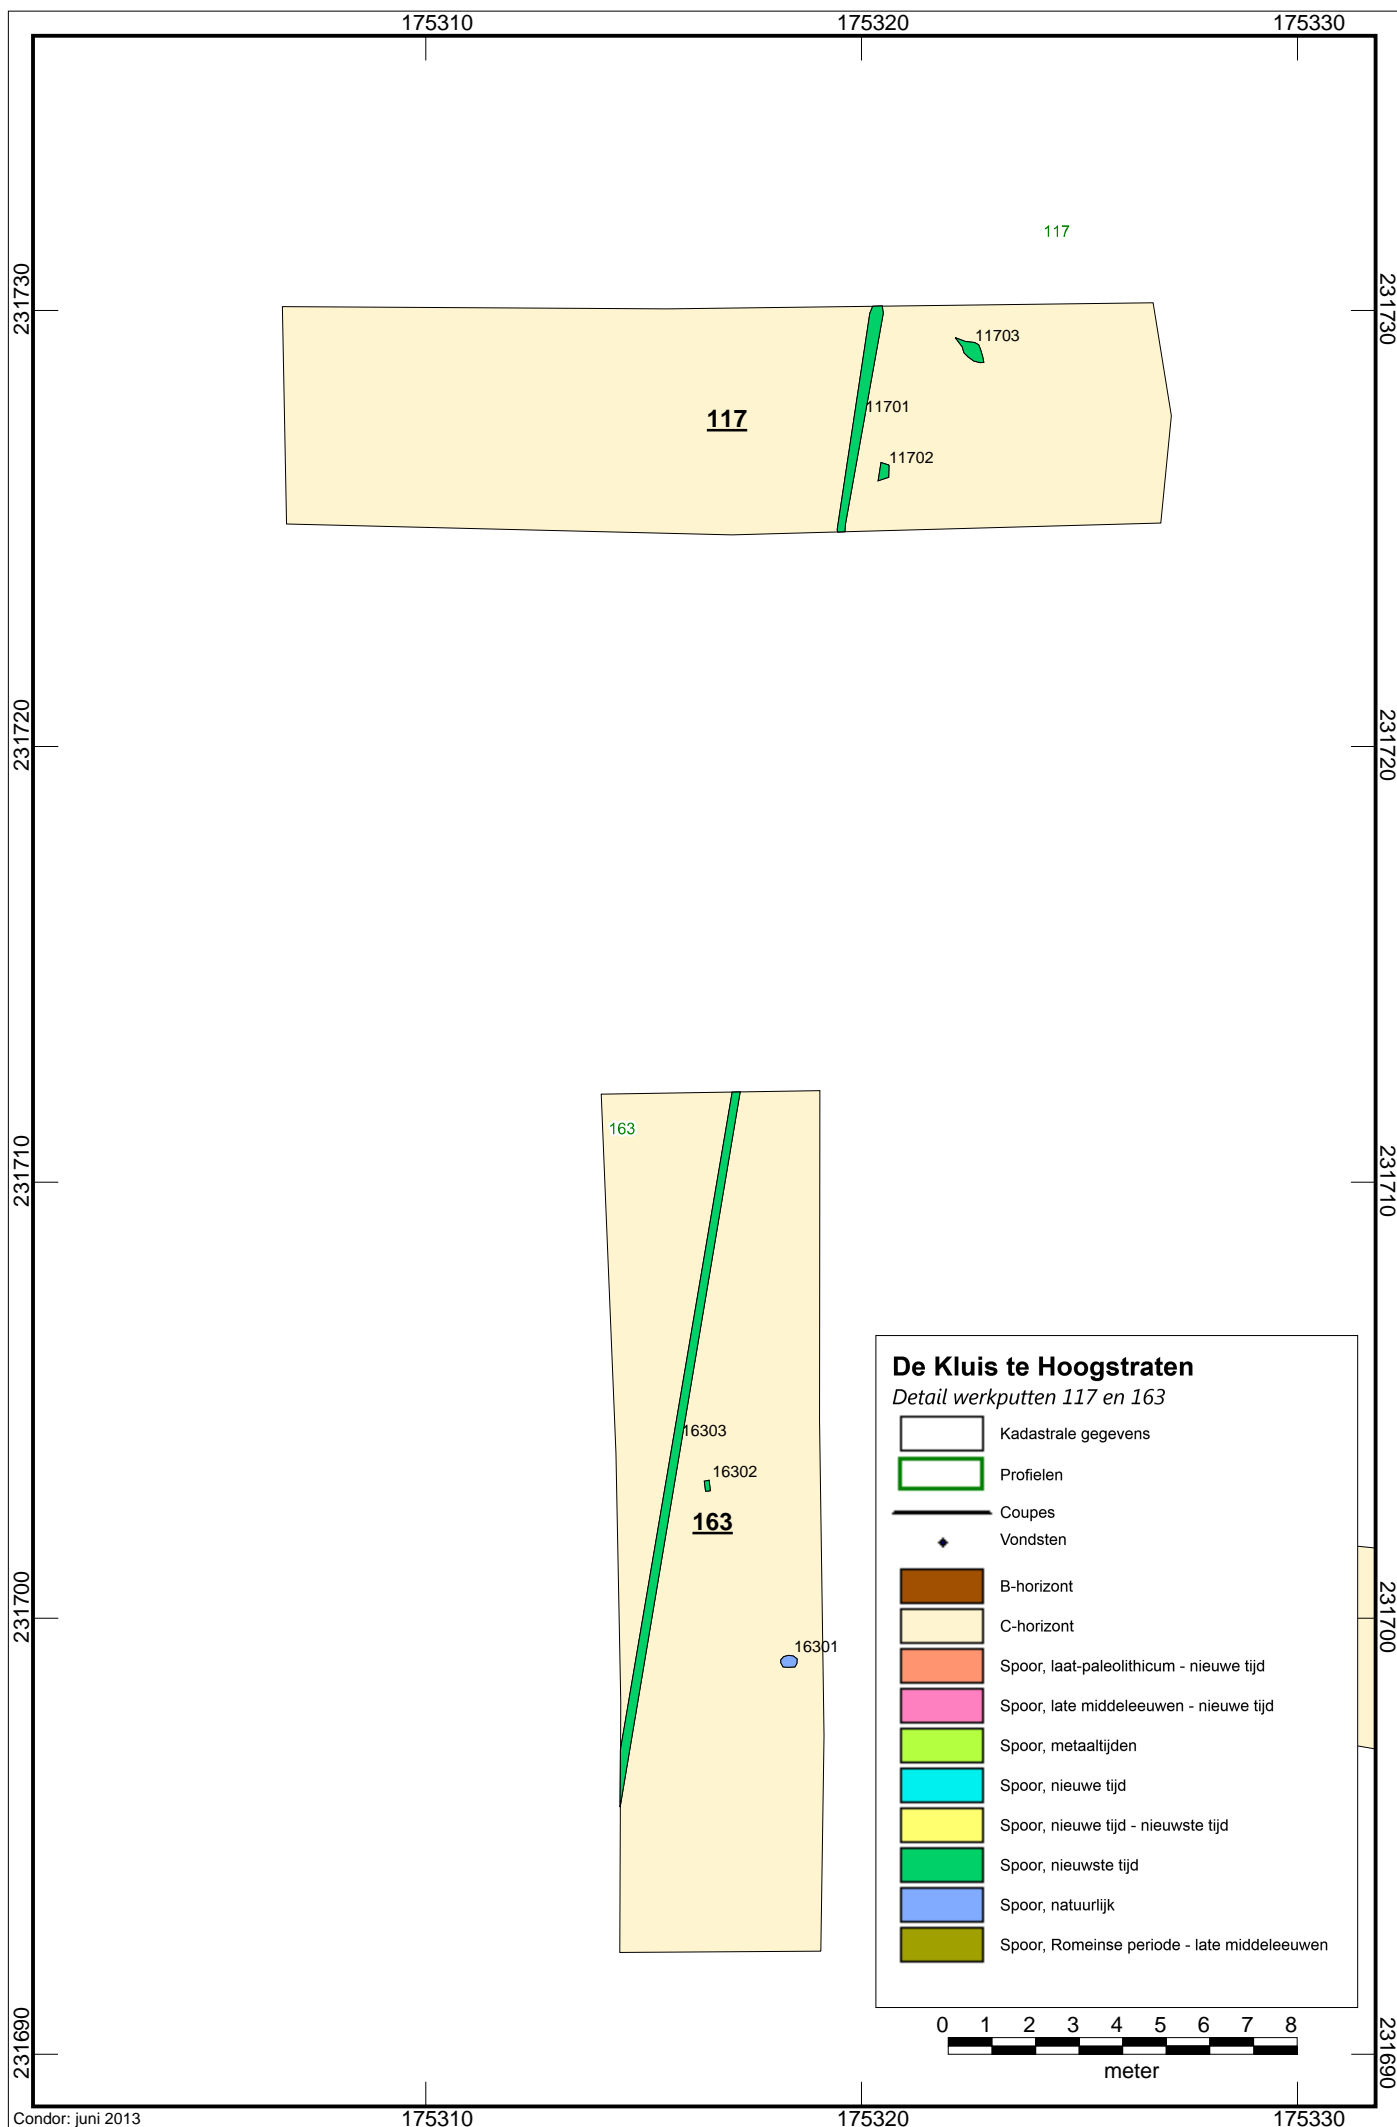 175310 175320 175330
117
231730 231730
11703
11701
117
11702
231720 231720
163
231710 231710
16303
16302
163
16301
231700 231700
De Kluis te Hoogstraten
Detail werkputten 117 en 163
Kadastrale gegevens
Profielen
Coupes
Vondsten
B-horizont
C-horizont
Spoor, laat-paleolithicum - nieuwe tijd
Spoor, late middeleeuwen - nieuwe tijd
Spoor, metaaltijden
Spoor, nieuwe tijd
Spoor, nieuwe tijd - nieuwste tijd
Spoor, nieuwste tijd
Spoor, natuurlijk
Spoor, Romeinse periode - late middeleeuwen
0 1 2 3 4 5 6 7 8
meter
231690 231690
Condor: juni 2013
175310 175320 175330